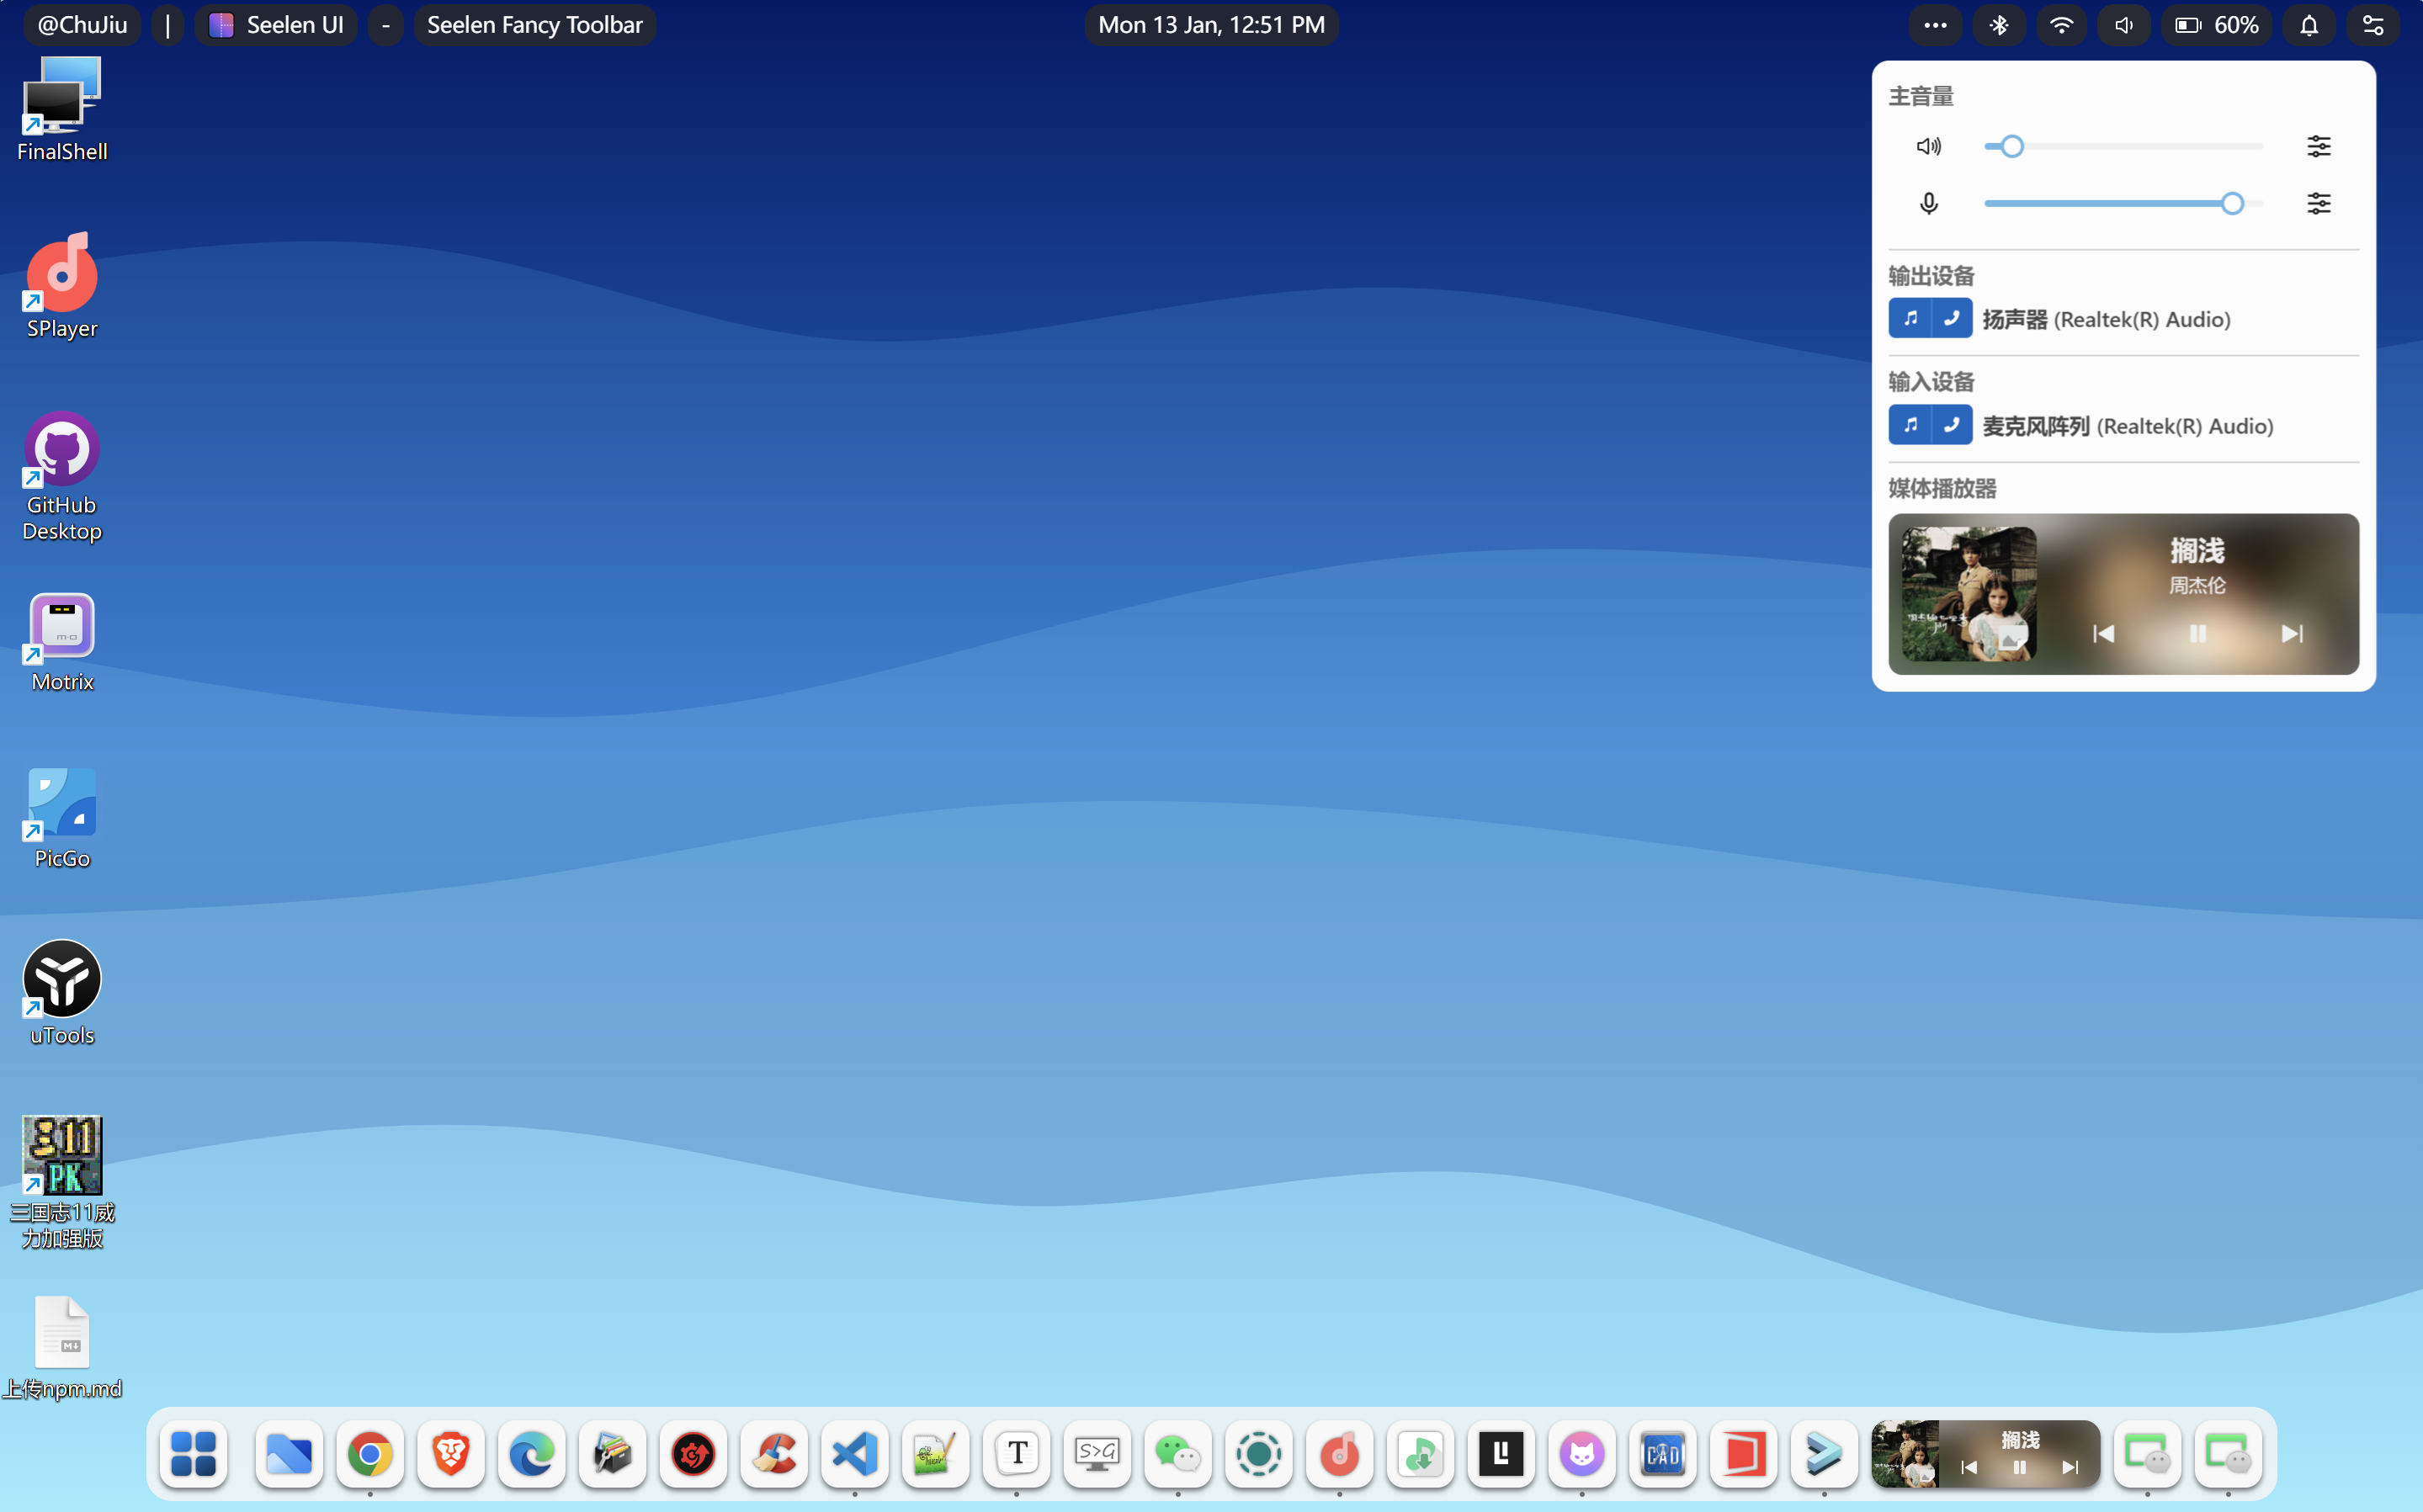 @ChuJiu | Seelen UI - Seelen Fancy Toolbar
Mon 13 Jan, 12:51 PM
60%
FinalShell
SPlayer
GitHub
Desktop
Motrix
PicGo
uTools
三国志11威
力加强版
上传npm.md
主音量
输出设备
扬声器 (Realtek(R) Audio)
输入设备
麦克风阵列 (Realtek(R) Audio)
媒体播放器
搁浅
周杰伦
T
S>G
CAD
搁浅